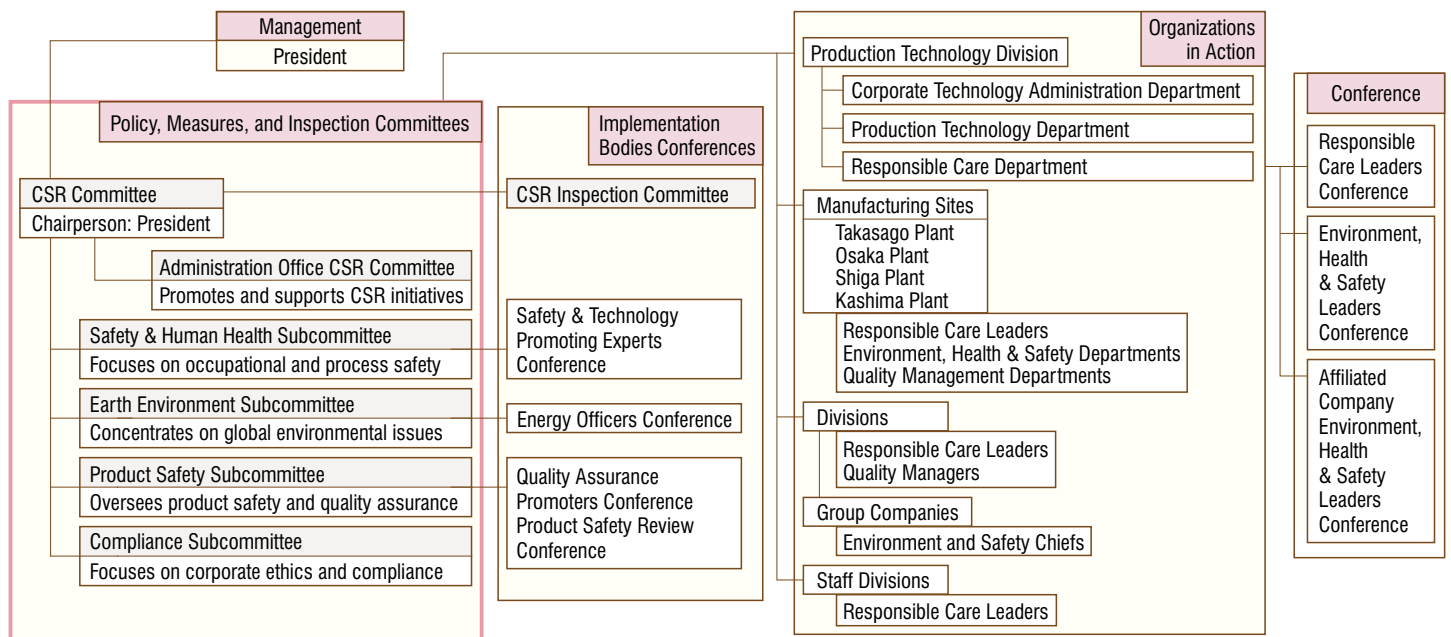 Management
President
Policy, Measures, and Inspection Committees
CSR Committee
Chairperson: President
Administration Office CSR Committee
Promotes and supports CSR initiatives
Safety & Human Health Subcommittee
Focuses on occupational and process safety
Earth Environment Subcommittee
Concentrates on global environmental issues
Product Safety Subcommittee
Oversees product safety and quality assurance
Compliance Subcommittee
Focuses on corporate ethics and compliance
Implementation
Bodies Conferences
CSR Inspection Committee
Safety & Technology
Promoting Experts
Conference
Energy Officers Conference
Quality Assurance
Promoters Conference
Product Safety Review
Conference
Organizations
in Action
Production Technology Division
Corporate Technology Administration Department
Production Technology Department
Responsible Care Department
Manufacturing Sites
Takasago Plant
Osaka Plant
Shiga Plant
Kashima Plant
Responsible Care Leaders
Environment, Health & Safety Departments
Quality Management Departments
Divisions
Responsible Care Leaders
Quality Managers
Group Companies
Environment and Safety Chiefs
Staff Divisions
Responsible Care Leaders
Conference
Responsible
Care Leaders
Conference
Environment,
Health
& Safety
Leaders
Conference
Affiliated
Company
Environment,
Health
& Safety
Leaders
Conference